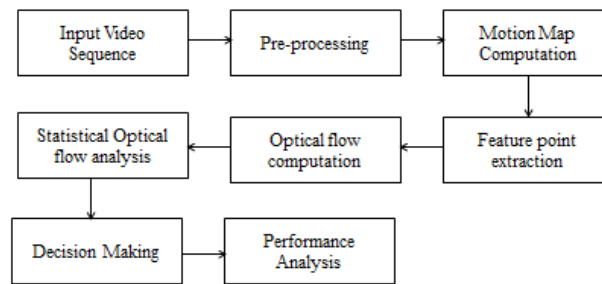 Input Video
Sequence
Pre-processing
Motion Map
Computation
Feature point
extraction
Optical flow
computation
Statistical Optical
flow analysis
Decision Making
Performance
Analysis